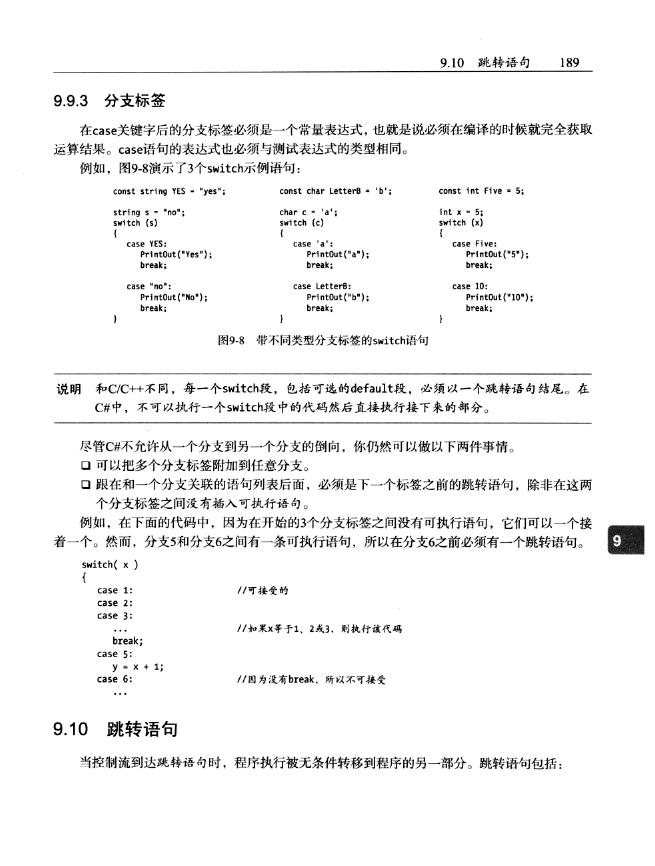 9.10 跳转语句 189
9.9.3 分支标签
在case关键字后的分支标签必须是一个常量表达式，也就是说必须在编译的时候就完全获取
运算结果。case语句的表达式也必须与测试表达式的类型相同。
例如，图9-8演示了3个switch示例语句：
const string YES = "yes"; const char LetterB = 'b'; const int Five = 5;
string s = "no"; char c = 'a'; int x = 5;
switch (s) switch (c) switch (x)
{ { {
case YES: case 'a': case Five:
PrintOut("Yes"); PrintOut("a"); PrintOut("5");
break; break; break;
case "no": case LetterB: case 10:
PrintOut("No"); PrintOut("b"); PrintOut("10");
break; break; break;
} } }
图9-8 带不同类型分支标签的switch语句
说明 和C/C++不同，每一个switch段，包括可选的default段，必须以一个跳转语句结尾。在
C#中，不可以执行一个switch段中的代码然后直接执行接下来的部分。
尽管C#不允许从一个分支到另一个分支的倒向，你仍然可以做以下两件事情。
❑ 可以把多个分支标签附加到任意分支。
❑ 跟在和一个分支关联的语句列表后面，必须是下一个标签之前的跳转语句，除非在这两
个分支标签之间没有插入可执行语句。
例如，在下面的代码中，因为在开始的3个分支标签之间没有可执行语句，它们可以一个接
着一个。然而，分支5和分支6之间有一条可执行语句，所以在分支6之前必须有一个跳转语句。
9
switch( x )
{
case 1: //可接受的
case 2:
case 3:
... //如果x等于1、2或3，则执行该代码
break;
case 5:
y = x + 1;
case 6: //因为没有break，所以不可接受
...
9.10 跳转语句
当控制流到达跳转语句时，程序执行被无条件转移到程序的另一部分。跳转语句包括：